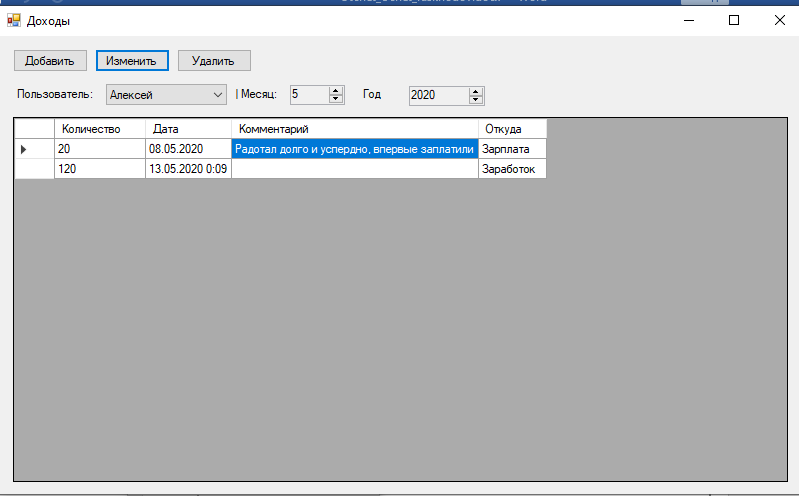 Доходы
Добавить Изменить Удалить
Пользователь: Алексей | Месяц: 5 Год 2020
Количество Дата Комментарий Откуда
20 08.05.2020 Радотал долго и успердно, впервые заплатили Зарплата
120 13.05.2020 0:09 Заработок